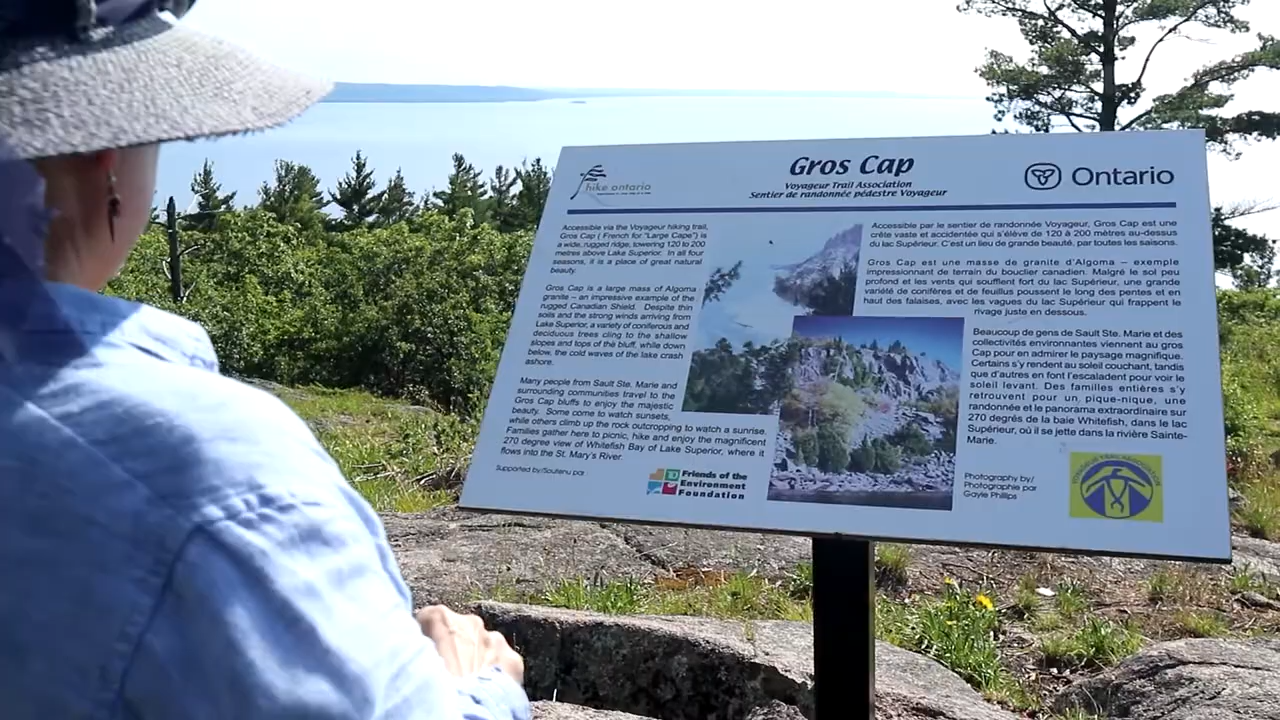 hike ontario
Gros Cap
Voyageur Trail Association
Sentier de randonnée pédestre Voyageur
Ontario
Accessible via the Voyageur hiking trail,
Gros Cap ( French for "Large Cape") is
a wide, rugged ridge, towering 120 to 200
metres above Lake Superior. In all four
seasons, it is a place of great natural
beauty.
Gros Cap is a large mass of Algoma
granite – an impressive example of the
rugged Canadian Shield. Despite thin
soils and the strong winds arriving from
Lake Superior, a variety of coniferous and
deciduous trees cling to the shallow
slopes and tops of the bluff, while down
below, the cold waves of the lake crash
ashore.
Many people from Sault Ste. Marie and
surrounding communities travel to the
Gros Cap bluffs to enjoy the majestic
beauty. Some come to watch sunsets,
while others climb up the rock outcropping to watch a sunrise.
Families gather here to picnic, hike and enjoy the magnificent
270 degree view of Whitefish Bay of Lake Superior, where it
flows into the St. Mary's River.
Supported by/Soutenu par
TD
Friends of the
Environment
Foundation
Accessible par le sentier de randonnée Voyageur, Gros Cap est une
crête vaste et accidentée qui s'élève de 120 à 200 mètres au-dessus
du lac Supérieur. C'est un lieu de grande beauté, par toutes les saisons.
Gros Cap est une masse de granite d'Algoma – exemple
impressionnant de terrain du bouclier canadien. Malgré le sol peu
profond et les vents qui soufflent fort du lac Supérieur, une grande
variété de conifères et de feuillus poussent le long des pentes et en
haut des falaises, avec les vagues du lac Supérieur qui frappent le
rivage juste en dessous.
Beaucoup de gens de Sault Ste. Marie et des
collectivités environnantes viennent au gros
Cap pour en admirer le paysage magnifique.
Certains s'y rendent au soleil couchant, tandis
que d'autres en font l'escaladent pour voir le
soleil levant. Des familles entières s'y
retrouvent pour un pique-nique, une
randonnée et le panorama extraordinaire sur
270 degrés de la baie Whitefish, dans le lac
Supérieur, où il se jette dans la rivière Sainte-
Marie.
Photography by/
Photographie par
Gayle Phillips
VOYAGEUR TRAIL ASSOCIATION